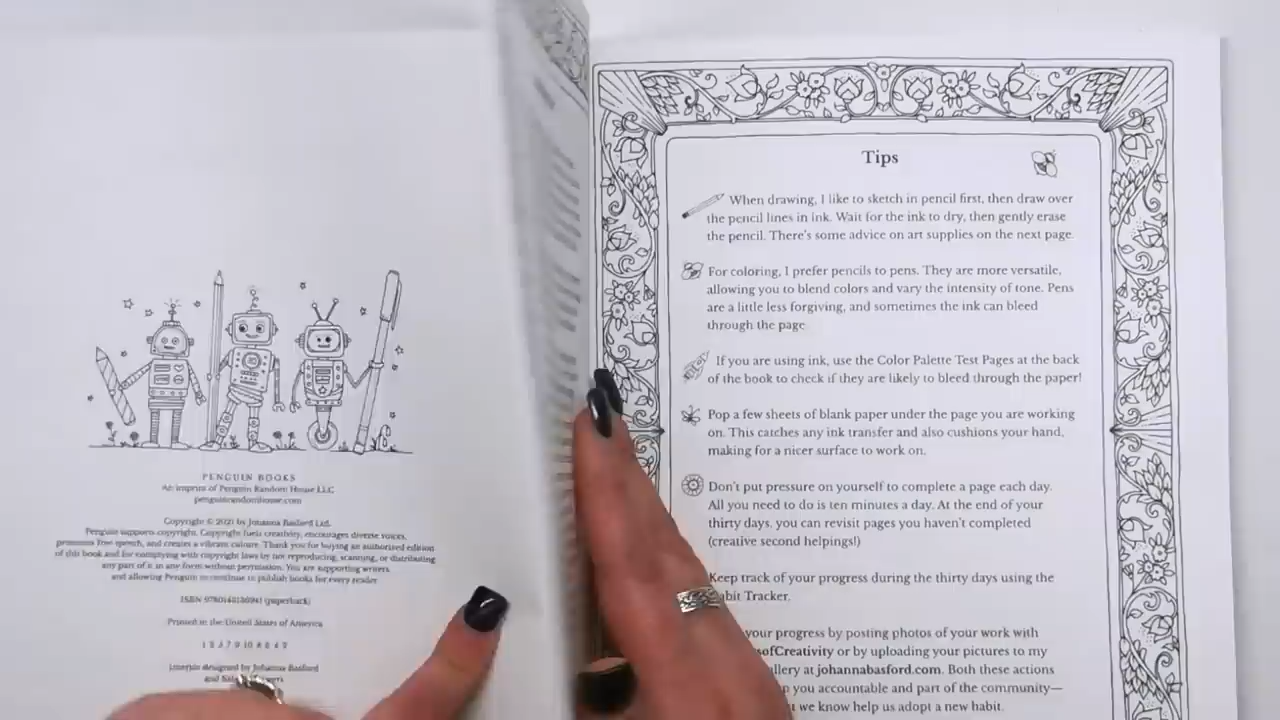 PENGUIN BOOKS
An imprint of Penguin Random House LLC
penguinrandomhouse.com
Copyright © 2021 by Johanna Basford Ltd.
Penguin supports copyright. Copyright fuels creativity, encourages diverse voices,
promotes free speech, and creates a vibrant culture. Thank you for buying an authorized edition
of this book and for complying with copyright laws by not reproducing, scanning, or distributing
any part of it in any form without permission. You are supporting writers
and allowing Penguin to continue to publish books for every reader.
ISBN (paperback)
Printed in the United States of America
1 3 5 7 9 10 8 6 4 2
Interior designed by Johanna Basford
and
Tips
When drawing, I like to sketch in pencil first, then draw over
the pencil lines in ink. Wait for the ink to dry, then gently erase
the pencil. There's some advice on art supplies on the next page.
For coloring, I prefer pencils to pens. They are more versatile,
allowing you to blend colors and vary the intensity of tone. Pens
are a little less forgiving, and sometimes the ink can bleed
through the page.
If you are using ink, use the Color Palette Test Pages at the back
of the book to check if they are likely to bleed through the paper!
Pop a few sheets of blank paper under the page you are working
on. This catches any ink transfer and also cushions your hand,
making for a nicer surface to work on.
Don't put pressure on yourself to complete a page each day.
All you need to do is ten minutes a day. At the end of your
thirty days, you can revisit pages you haven't completed
(creative second helpings!)
Keep track of your progress during the thirty days using the
abit Tracker.
your progress by posting photos of your work with
sofCreativity or by uploading your pictures to my
allery at johannabasford.com. Both these actions
p you accountable and part of the community—
t we know help us adopt a new habit.